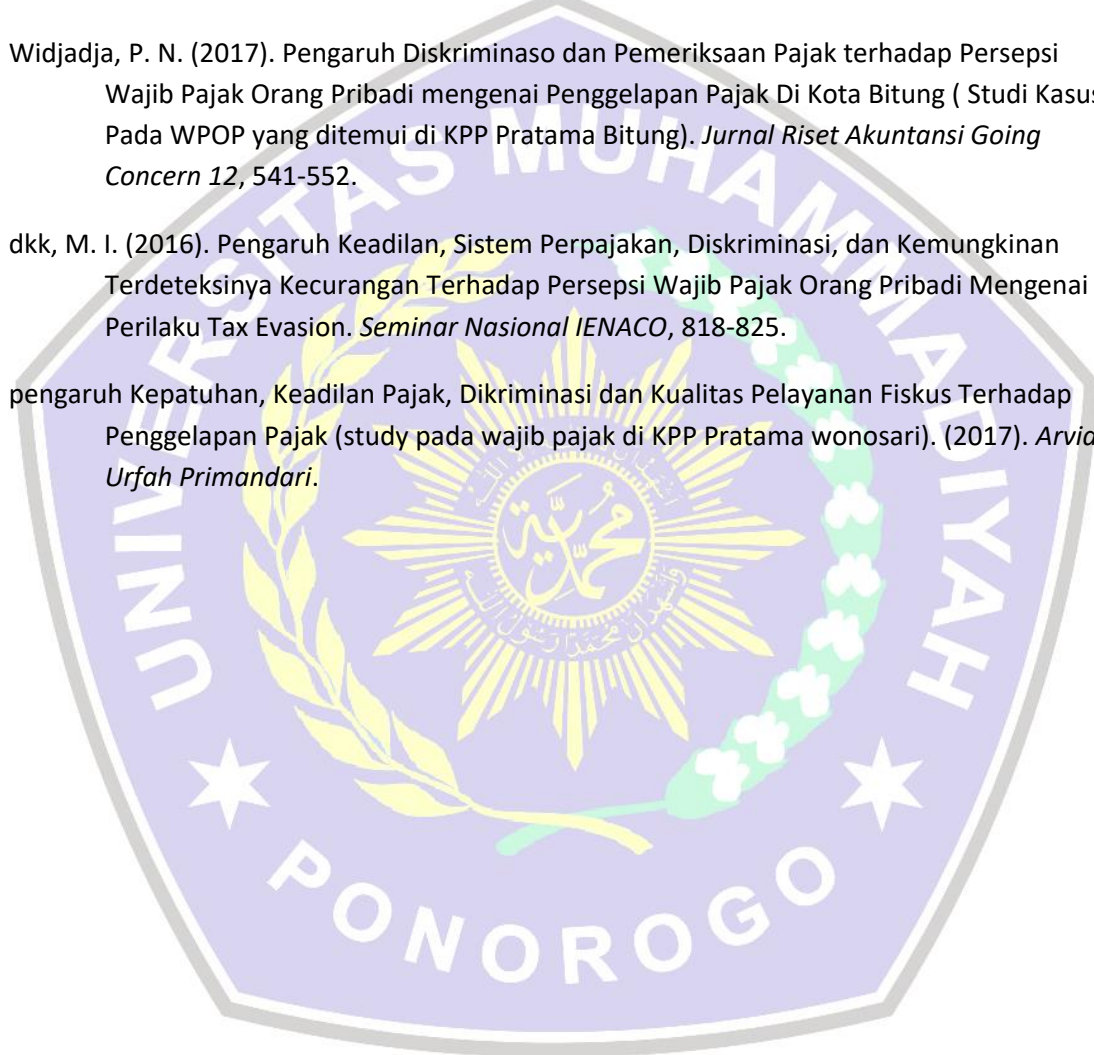 Widjadja, P. N. (2017). Pengaruh Diskriminaso dan Pemeriksaan Pajak terhadap Persepsi
Wajib Pajak Orang Pribadi mengenai Penggelapan Pajak Di Kota Bitung ( Studi Kasus
Pada WPOP yang ditemui di KPP Pratama Bitung). Jurnal Riset Akuntansi Going
Concern 12, 541-552.
dkk, M. I. (2016). Pengaruh Keadilan, Sistem Perpajakan, Diskriminasi, dan Kemungkinan
Terdeteksinya Kecurangan Terhadap Persepsi Wajib Pajak Orang Pribadi Mengenai
Perilaku Tax Evasion. Seminar Nasional IENACO, 818-825.
pengaruh Kepatuhan, Keadilan Pajak, Dikriminasi dan Kualitas Pelayanan Fiskus Terhadap
Penggelapan Pajak (study pada wajib pajak di KPP Pratama wonosari). (2017). Arvia
Urfah Primandari.
UNIVERSITAS MUHAMMADIYAH
PONOROGO